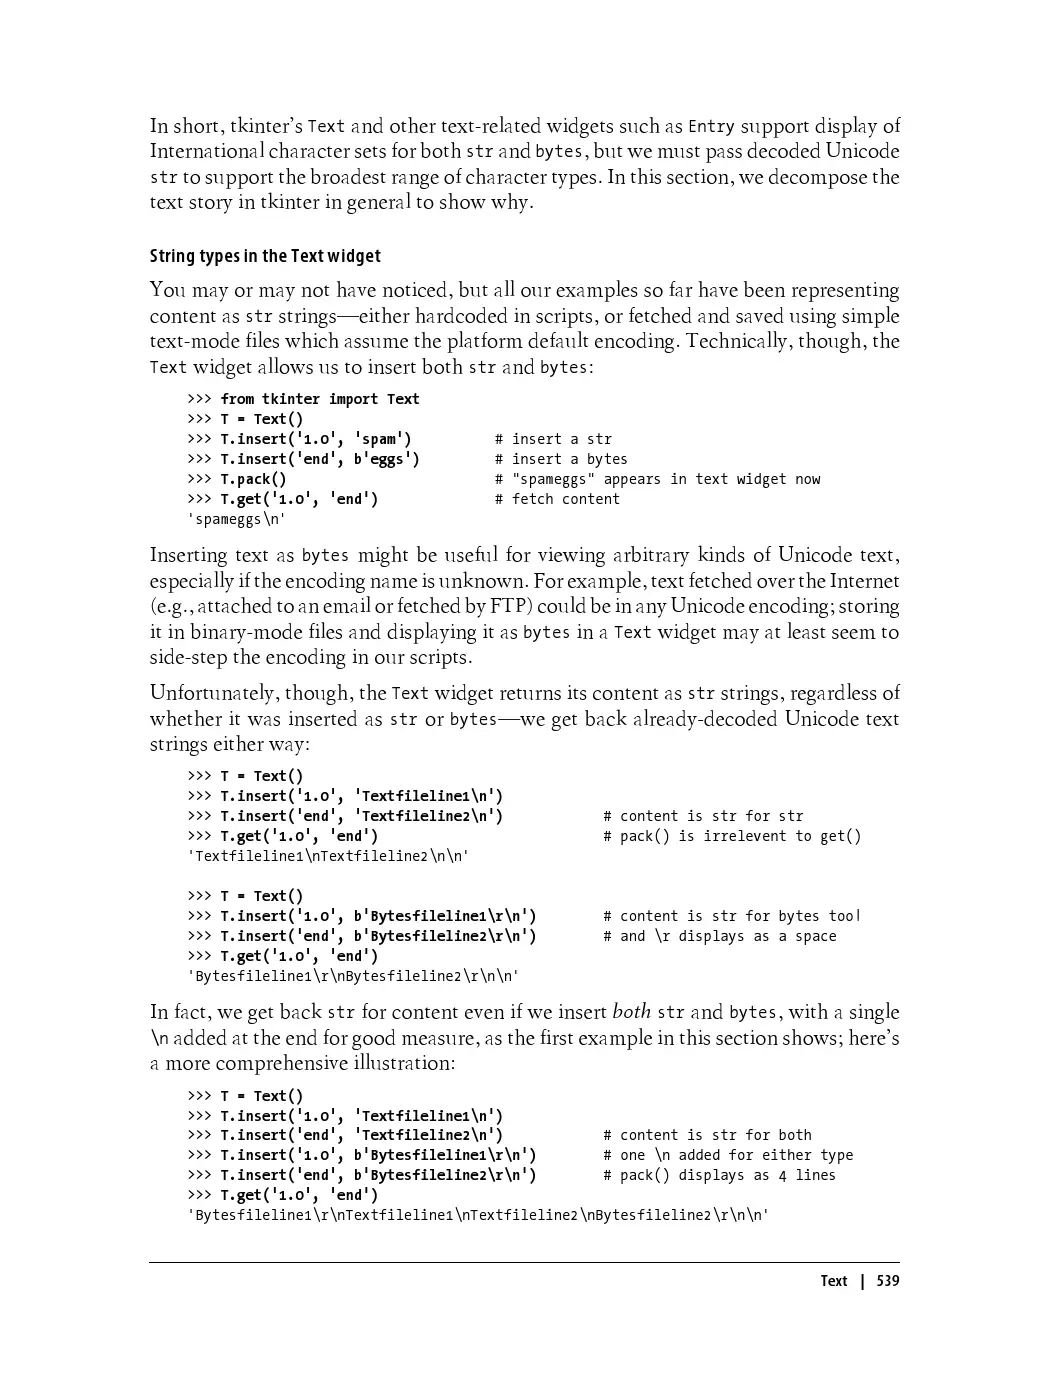 In short, tkinter’s Text and other text-related widgets such as Entry support display of
International character sets for both str and bytes, but we must pass decoded Unicode
str to support the broadest range of character types. In this section, we decompose the
text story in tkinter in general to show why.
String types in the Text widget
You may or may not have noticed, but all our examples so far have been representing
content as str strings—either hardcoded in scripts, or fetched and saved using simple
text-mode files which assume the platform default encoding. Technically, though, the
Text widget allows us to insert both str and bytes:
>>> from tkinter import Text
>>> T = Text()
>>> T.insert('1.0', 'spam') # insert a str
>>> T.insert('end', b'eggs') # insert a bytes
>>> T.pack() # "spameggs" appears in text widget now
>>> T.get('1.0', 'end') # fetch content
'spameggs\n'
Inserting text as bytes might be useful for viewing arbitrary kinds of Unicode text,
especially if the encoding name is unknown. For example, text fetched over the Internet
(e.g., attached to an email or fetched by FTP) could be in any Unicode encoding; storing
it in binary-mode files and displaying it as bytes in a Text widget may at least seem to
side-step the encoding in our scripts.
Unfortunately, though, the Text widget returns its content as str strings, regardless of
whether it was inserted as str or bytes—we get back already-decoded Unicode text
strings either way:
>>> T = Text()
>>> T.insert('1.0', 'Textfileline1\n')
>>> T.insert('end', 'Textfileline2\n') # content is str for str
>>> T.get('1.0', 'end') # pack() is irrelevent to get()
'Textfileline1\nTextfileline2\n\n'
>>> T = Text()
>>> T.insert('1.0', b'Bytesfileline1\r\n') # content is str for bytes too!
>>> T.insert('end', b'Bytesfileline2\r\n') # and \r displays as a space
>>> T.get('1.0', 'end')
'Bytesfileline1\r\nBytesfileline2\r\n\n'
In fact, we get back str for content even if we insert both str and bytes, with a single
\n added at the end for good measure, as the first example in this section shows; here’s
a more comprehensive illustration:
>>> T = Text()
>>> T.insert('1.0', 'Textfileline1\n')
>>> T.insert('end', 'Textfileline2\n') # content is str for both
>>> T.insert('1.0', b'Bytesfileline1\r\n') # one \n added for either type
>>> T.insert('end', b'Bytesfileline2\r\n') # pack() displays as 4 lines
>>> T.get('1.0', 'end')
'Bytesfileline1\r\nTextfileline1\nTextfileline2\nBytesfileline2\r\n\n'
Text | 539